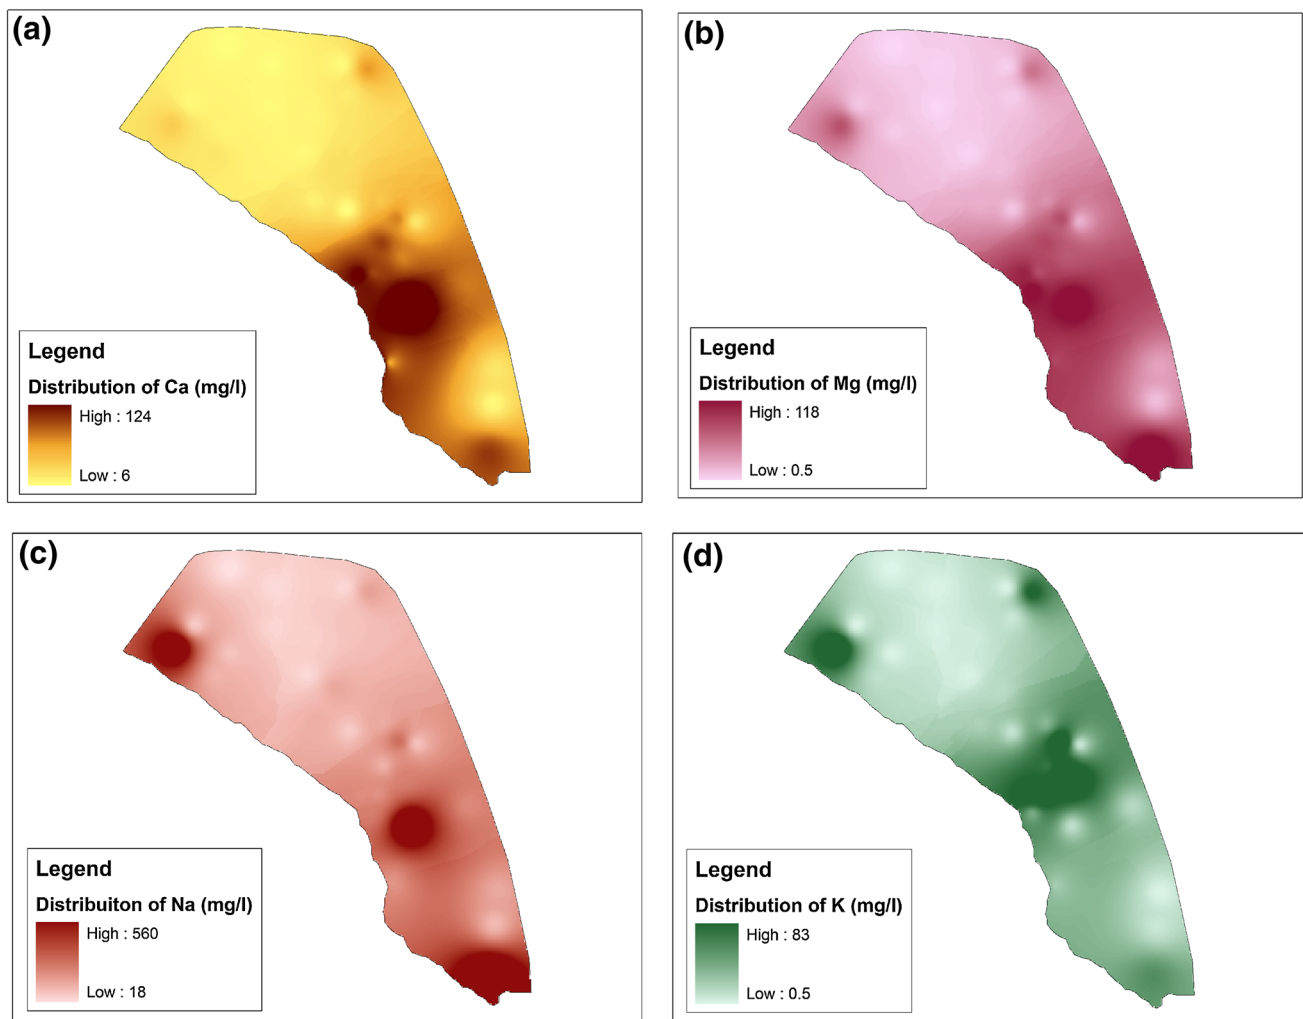 (a)
Legend
Distribution of Ca (mg/l)
High : 124
Low : 6
(b)
Legend
Distribution of Mg (mg/l)
High : 118
Low : 0.5
(c)
Legend
Distribuiton of Na (mg/l)
High : 560
Low : 18
(d)
Legend
Distribution of K (mg/l)
High : 83
Low : 0.5